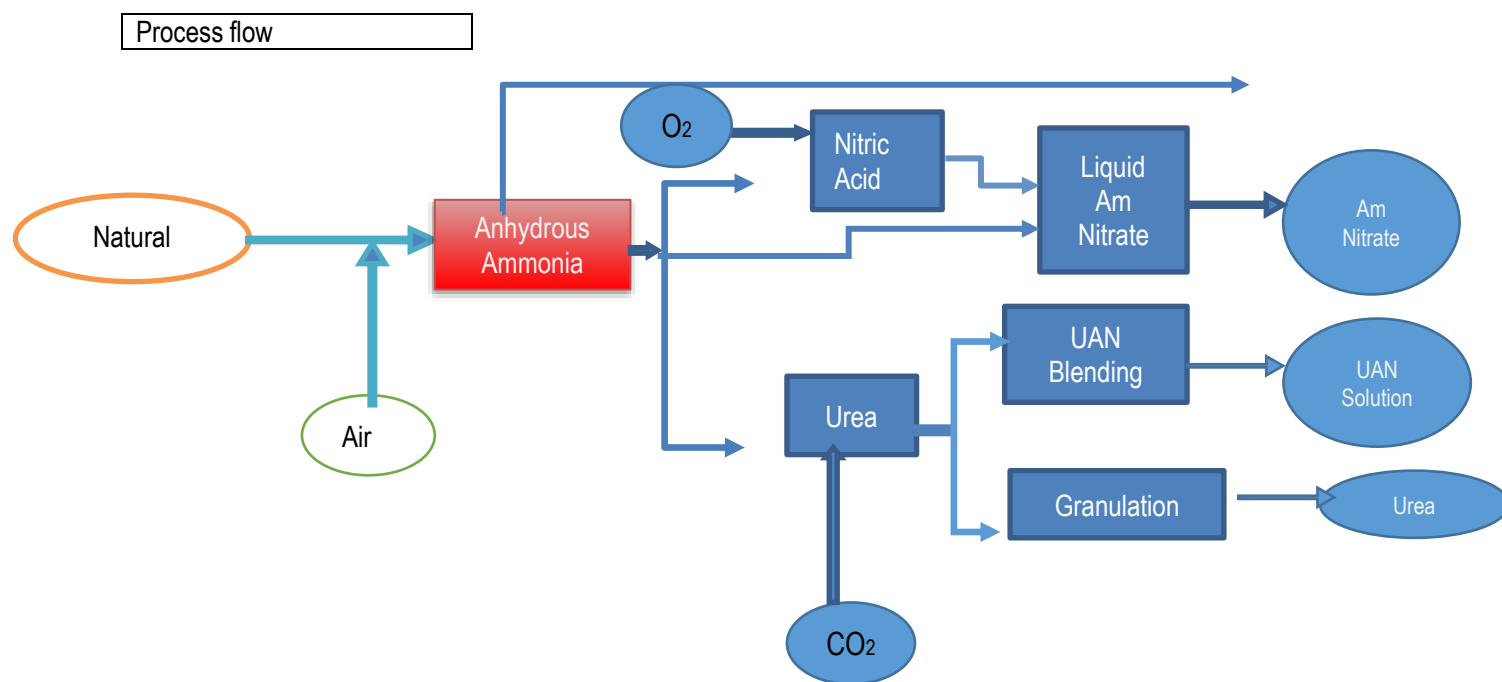 Process flow
O₂
Nitric
Acid
Liquid
Am
Nitrate
Am
Nitrate
Natural
Anhydrous
Ammonia
Air
UAN
Blending
UAN
Solution
Urea
Granulation
Urea
CO₂